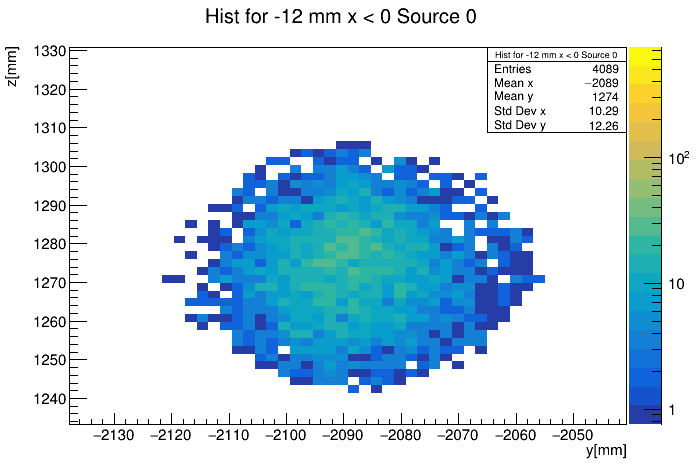 Hist for -12 mm x < 0 Source 0
z[mm]
1330
1320
1310
1300
1290
1280
1270
1260
1250
1240
Hist for -12 mm x < 0 Source 0
Entries 4089
Mean x −2089
Mean y 1274
Std Dev x 10.29
Std Dev y 12.26
10²
10
1
−2130 −2120 −2110 −2100 −2090 −2080 −2070 −2060 −2050
y[mm]